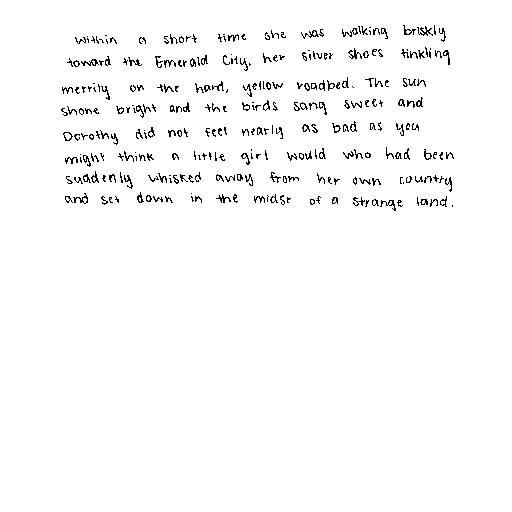 Within a short time she was walking briskly
toward the Emerald City, her silver shoes tinkling
merrily on the hard, yellow roadbed. The sun
shone bright and the birds sang sweet and
Dorothy did not feel nearly as bad as you
might think a little girl would who had been
suddenly whisked away from her own country
and set down in the midst of a strange land.